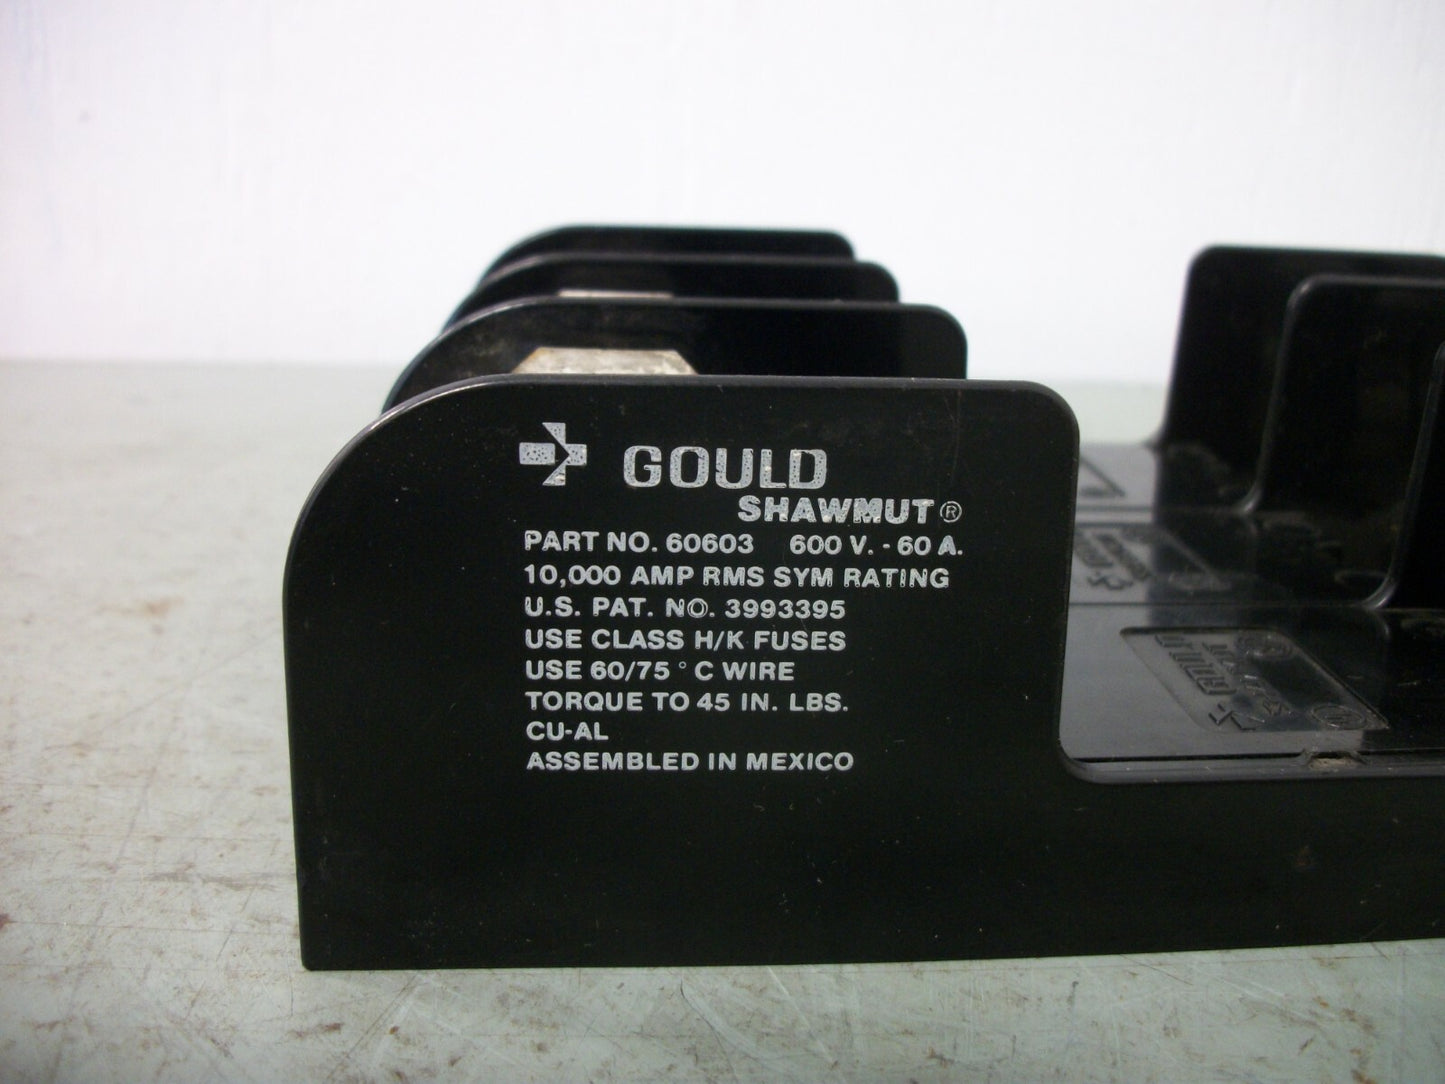 GOULD
SHAWMUT®
PART NO. 60603 600 V. - 60 A.
10,000 AMP RMS SYM RATING
U.S. PAT. NO. 3993395
USE CLASS H/K FUSES
USE 60/75 ° C WIRE
TORQUE TO 45 IN. LBS.
CU-AL
ASSEMBLED IN MEXICO
GOULD